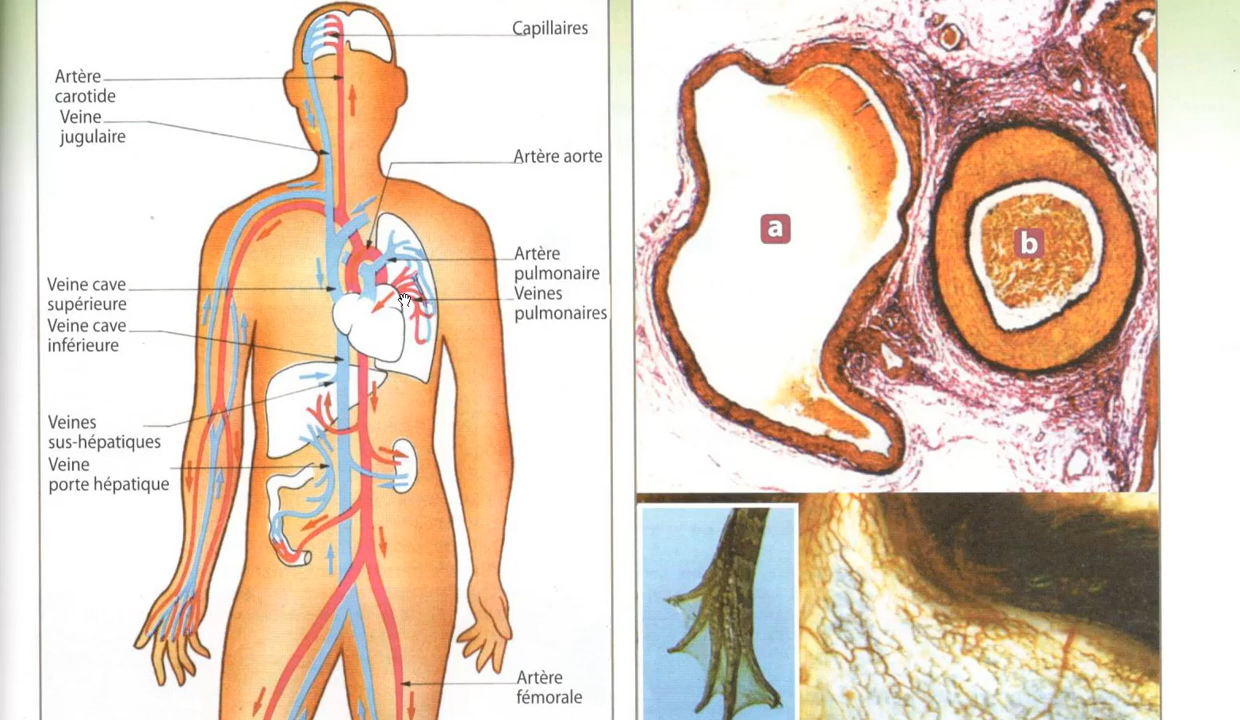 Capillaires
Artère
carotide
Veine
jugulaire
Artère aorte
Artère
pulmonaire
Veines
pulmonaires
Veine cave
supérieure
Veine cave
inférieure
Veines
sus-hépatiques
Veine
porte hépatique
Artère
fémorale
a
b